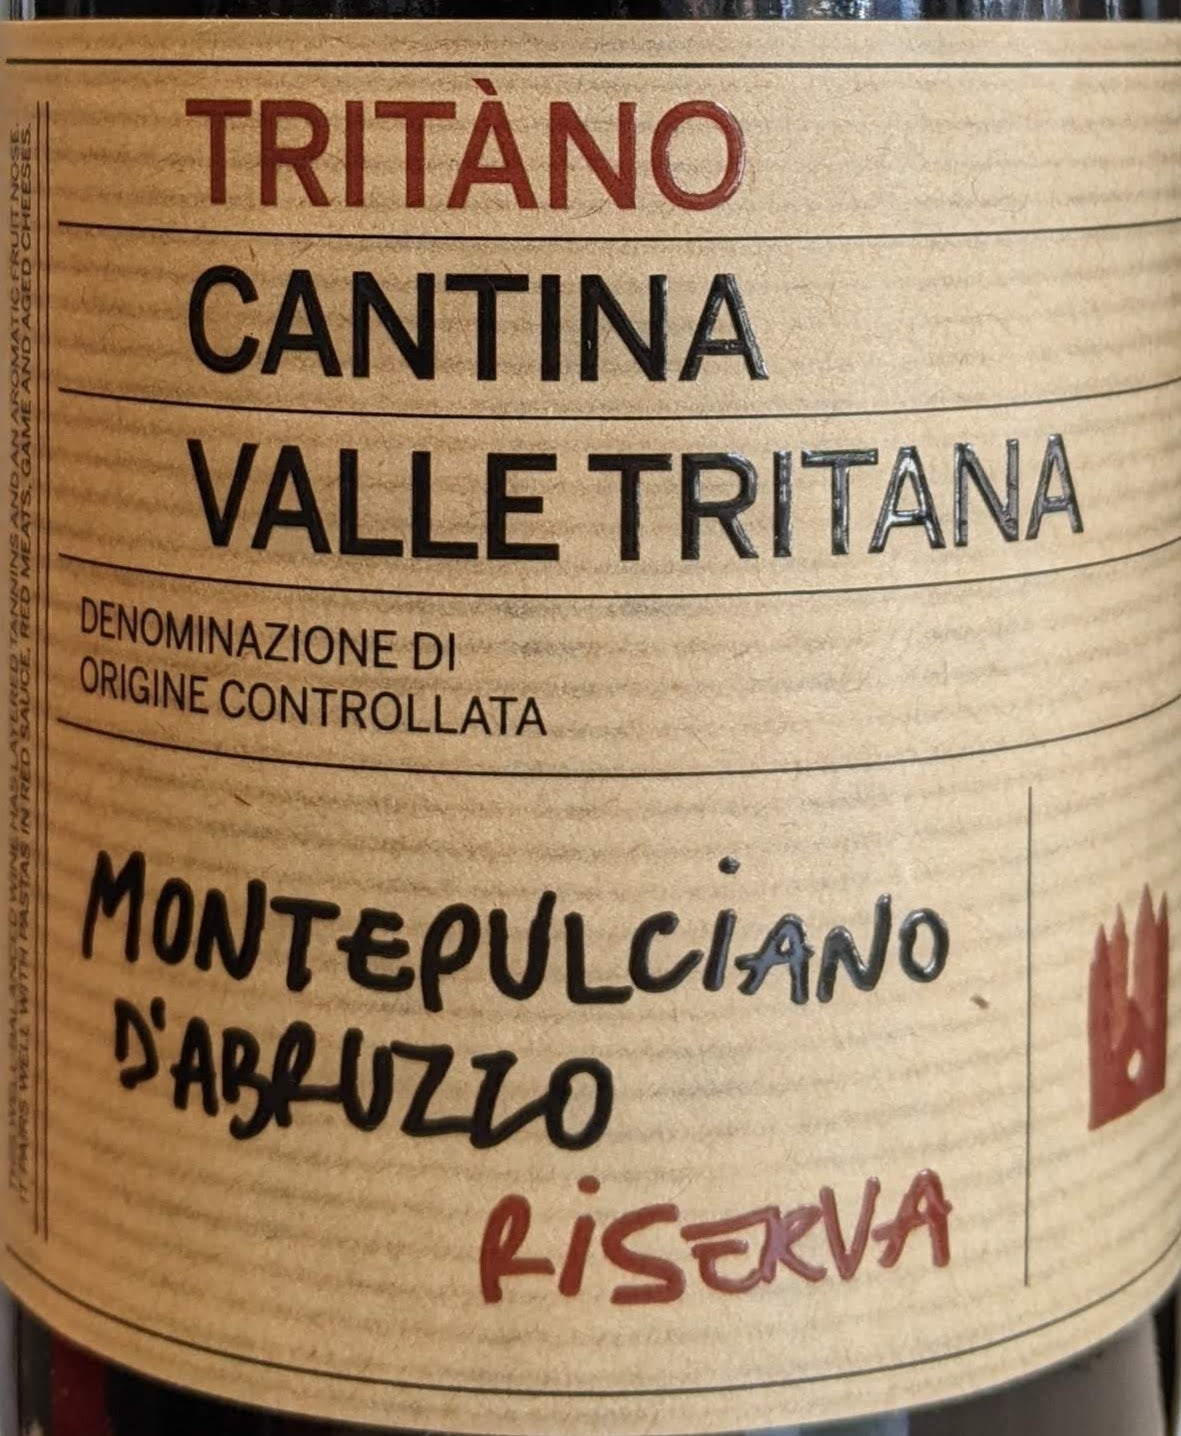 TRITÀNO
CANTINA
VALLE TRITANA
DENOMINAZIONE DI
ORIGINE CONTROLLATA
MONTEPULCIANO
D'ABRUZZO
RISERVA
THIS WELL-BALANCED WINE HAS LAYERED TANNINS AND AN AROMATIC FRUIT NOSE.
IT PAIRS WELL WITH PASTAS IN RED SAUCE, RED MEATS, GAME AND AGED CHEESES.